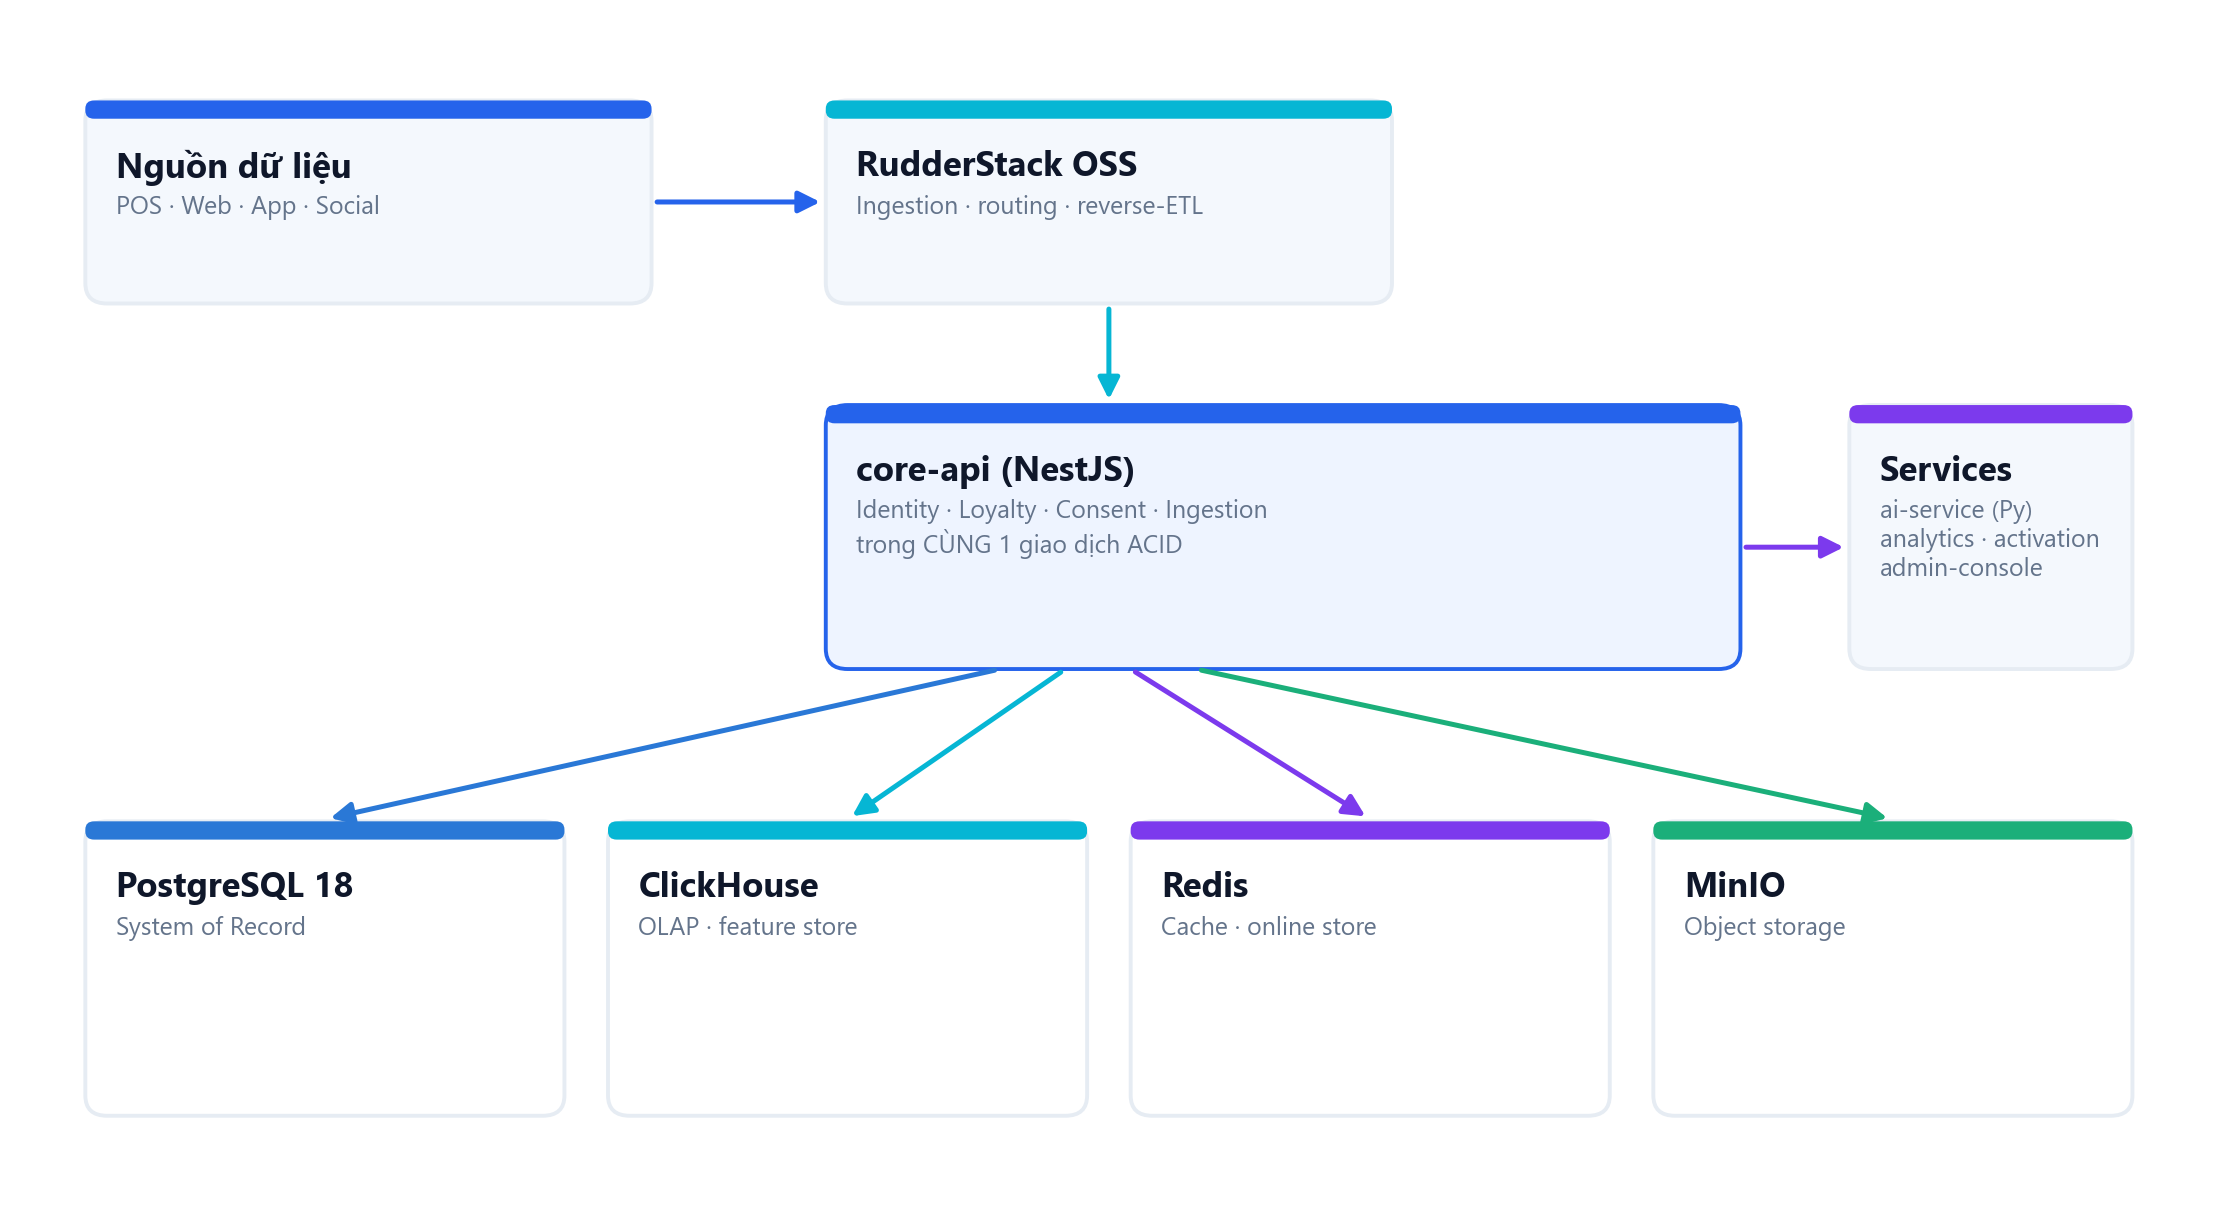 Nguồn dữ liệu
POS · Web · App · Social
RudderStack OSS
Ingestion · routing · reverse-ETL
core-api (NestJS)
Identity · Loyalty · Consent · Ingestion
trong CÙNG 1 giao dịch ACID
Services
ai-service (Py)
analytics · activation
admin-console
PostgreSQL 18
System of Record
ClickHouse
OLAP · feature store
Redis
Cache · online store
MinIO
Object storage